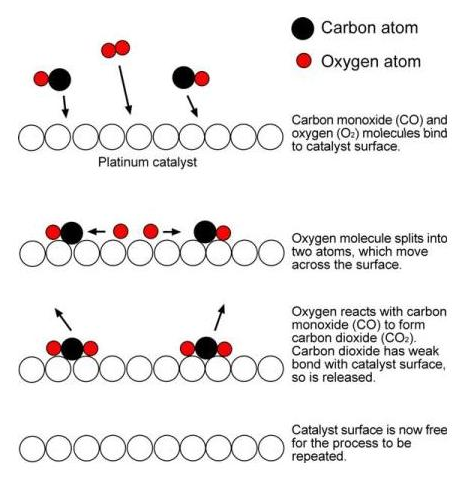 Carbon atom
Oxygen atom
Carbon monoxide (CO) and
oxygen (O₂) molecules bind
to catalyst surface.
Platinum catalyst
Oxygen molecule splits into
two atoms, which move
across the surface.
Oxygen reacts with carbon
monoxide (CO) to form
carbon dioxide (CO₂).
Carbon dioxide has weak
bond with catalyst surface,
so is released.
Catalyst surface is now free
for the process to be
repeated.